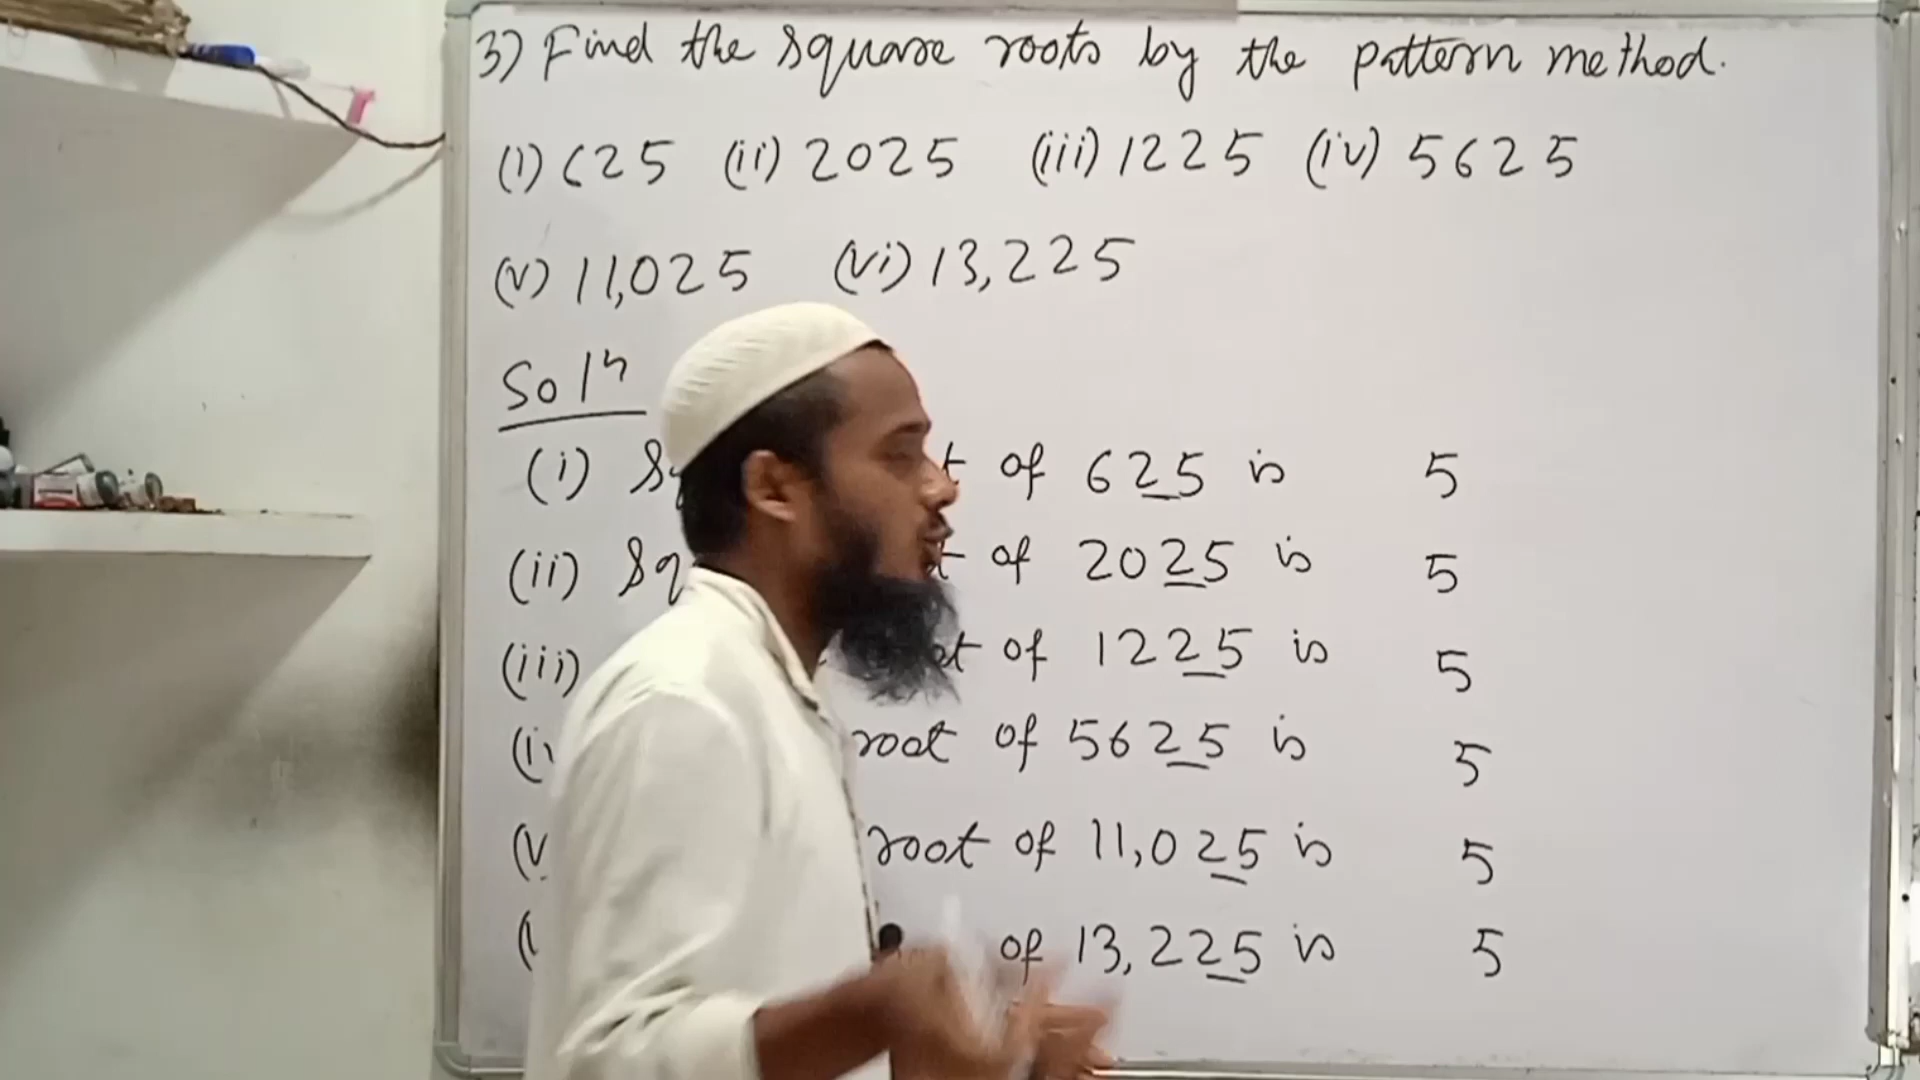 3) Find the square roots by the pattern method.
(i) 625 (ii) 2025 (iii) 1225 (iv) 5625
(v) 11,025 (vi) 13,225
Soln
(i) of 625 is 5
(ii) of 2025 is 5
(iii) of 1225 is 5
root of 5625 is 5
root of 11,025 is 5
of 13,225 is 5